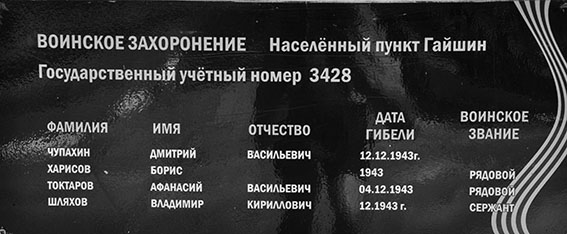 ВОИНСКОЕ ЗАХОРОНЕНИЕ Населённый пункт Гайшин
Государственный учётный номер 3428
ФАМИЛИЯ ИМЯ ОТЧЕСТВО ДАТА ГИБЕЛИ ВОИНСКОЕ ЗВАНИЕ
ЧУПАХИН ДМИТРИЙ ВАСИЛЬЕВИЧ 12.12.1943г.
ХАРИСОВ БОРИС 1943 РЯДОВОЙ
ТОКТАРОВ АФАНАСИЙ ВАСИЛЬЕВИЧ 04.12.1943 РЯДОВОЙ
ШЛЯХОВ ВЛАДИМИР КИРИЛЛОВИЧ 12.1943 г. СЕРЖАНТ